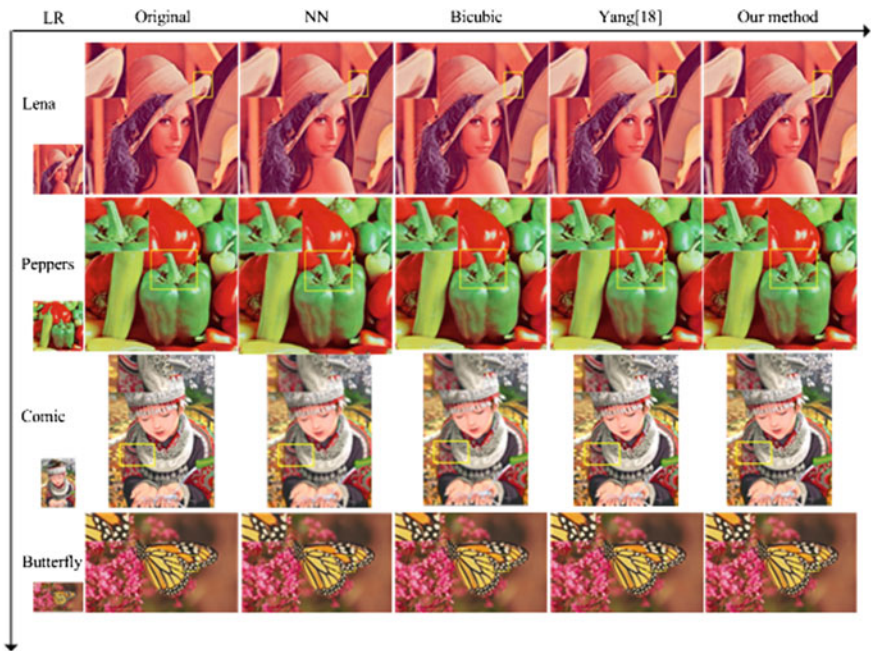 LR Original NN Bicubic Yang[18] Our method
Lena
Peppers
Comic
Butterfly